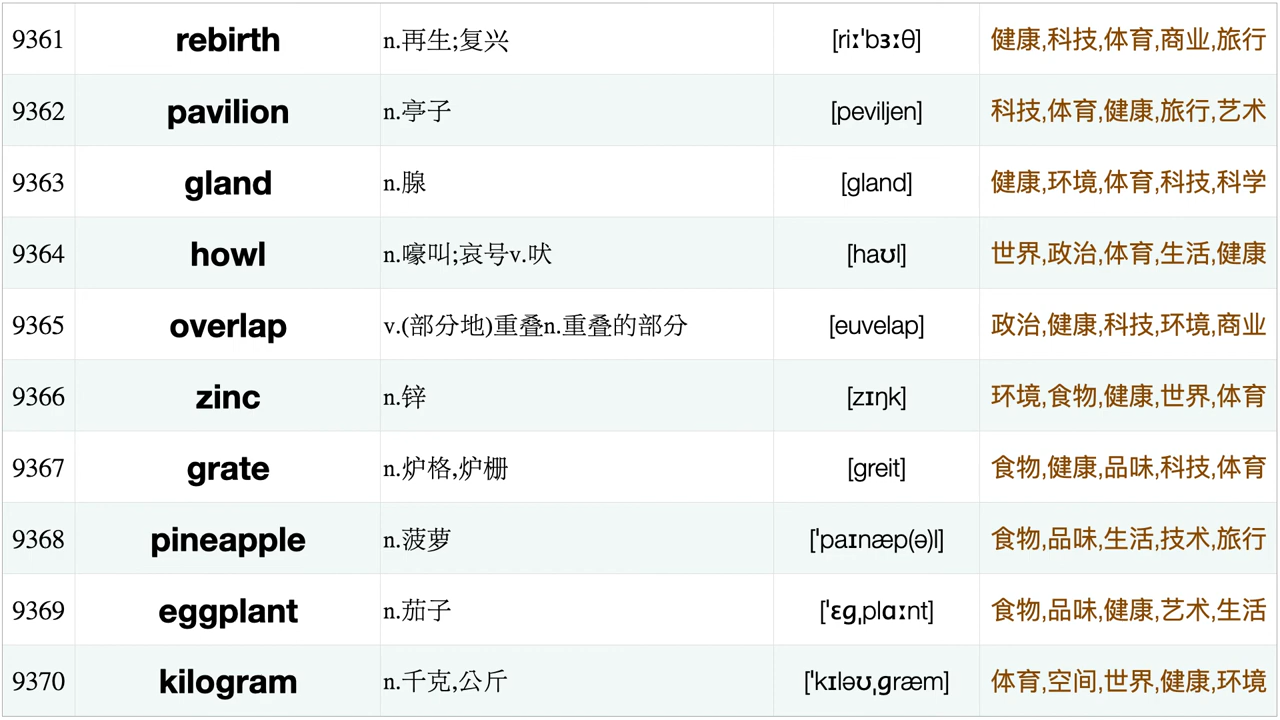 9361 rebirth n.再生;复兴 [riːˈbɜːθ] 健康,科技,体育,商业,旅行
9362 pavilion n.亭子 [peviljen] 科技,体育,健康,旅行,艺术
9363 gland n.腺 [gland] 健康,环境,体育,科技,科学
9364 howl n.嚎叫;哀号v.吠 [haʊl] 世界,政治,体育,生活,健康
9365 overlap v.(部分地)重叠n.重叠的部分 [euvelap] 政治,健康,科技,环境,商业
9366 zinc n.锌 [zɪŋk] 环境,食物,健康,世界,体育
9367 grate n.炉格,炉栅 [greit] 食物,健康,品味,科技,体育
9368 pineapple n.菠萝 [ˈpaɪnæp(ə)l] 食物,品味,生活,技术,旅行
9369 eggplant n.茄子 [ˈɛɡˌplɑːnt] 食物,品味,健康,艺术,生活
9370 kilogram n.千克,公斤 [ˈkɪləʊˌɡræm] 体育,空间,世界,健康,环境